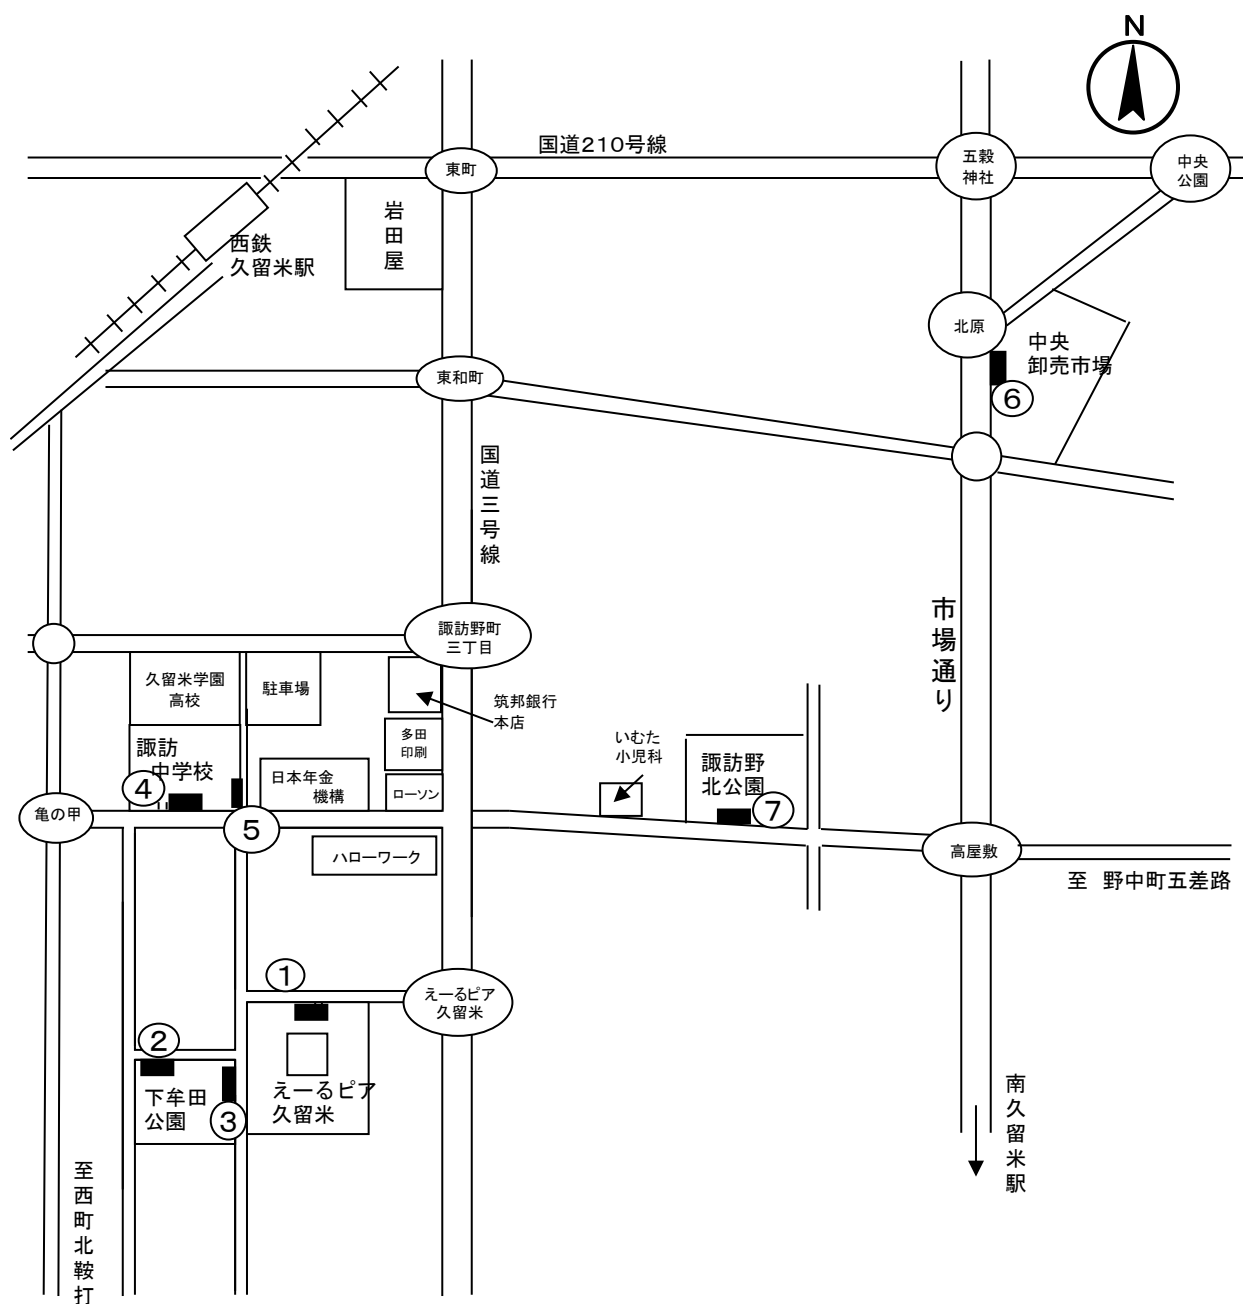 N
国道210号線
東町
五穀
神社
中央
公園
岩田屋
西鉄
久留米駅
北原
中央
卸売市場
⑥
東和町
国道三号線
市場通り
諏訪野町
三丁目
久留米学園
高校
駐車場
筑邦銀行
本店
多田
印刷
いむた
小児科
諏訪野
北公園
⑦
諏訪
中学校
④
日本年金
機構
ローソン
亀の甲
⑤
ハローワーク
高屋敷
至 野中町五差路
①
えーるピア
久留米
②
下牟田
公園
③
えーるピア
久留米
南久留米駅
至西町北鞍打